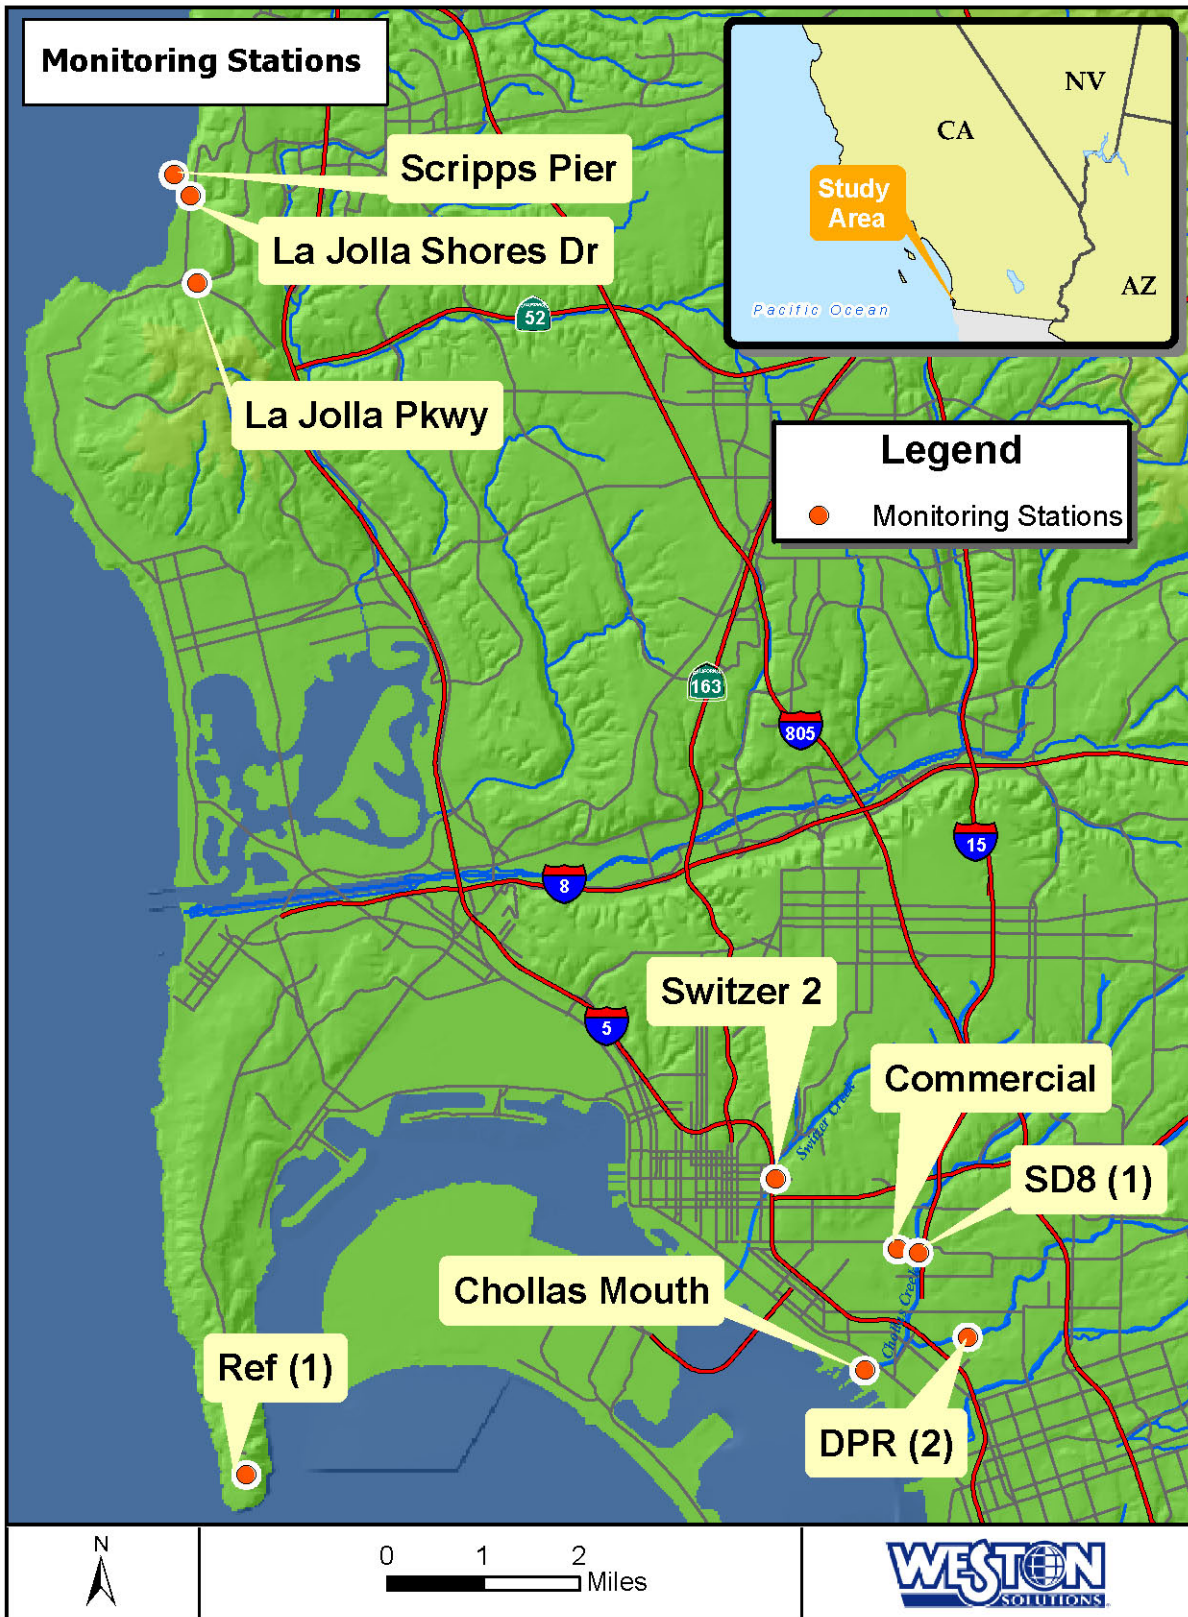 Monitoring Stations
Scripps Pier
La Jolla Shores Dr
La Jolla Pkwy
NV
CA
Study
Area
AZ
Pacific Ocean
52
Legend
Monitoring Stations
163
805
15
8
5
Switzer 2
Commercial
Switzer Creek
SD8 (1)
Chollas Mouth
Chollas Creek
Ref (1)
DPR (2)
N
0 1 2
Miles
WESTON
SOLUTIONS